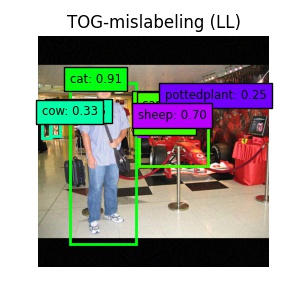 TOG-mislabeling (LL)
cat: 0.91
pottedplant: 0.25
cow: 0.33
sheep: 0.70